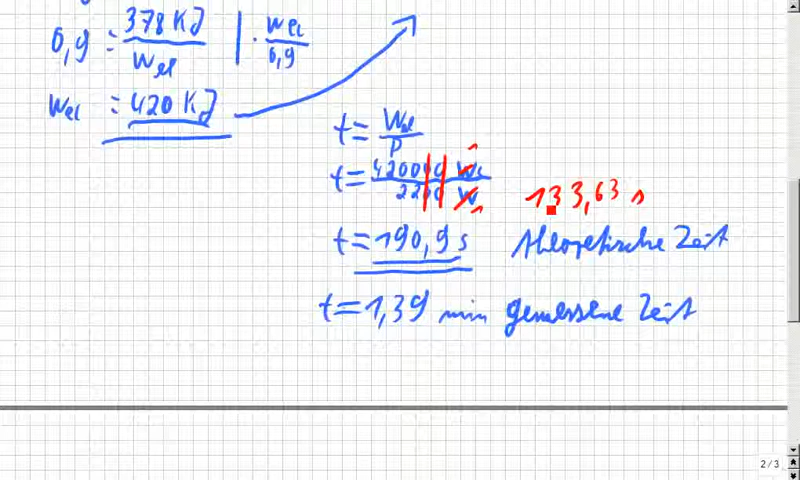 0,9 = 378 KJ / Wel | · Wel / 0,9
Wel = 420 KJ
t = Wel / P
t = 420000 Ws / 2200 W
133,63 s
t = 190,9 s theoretische Zeit
t = 1,39 min gemessene Zeit
2/3